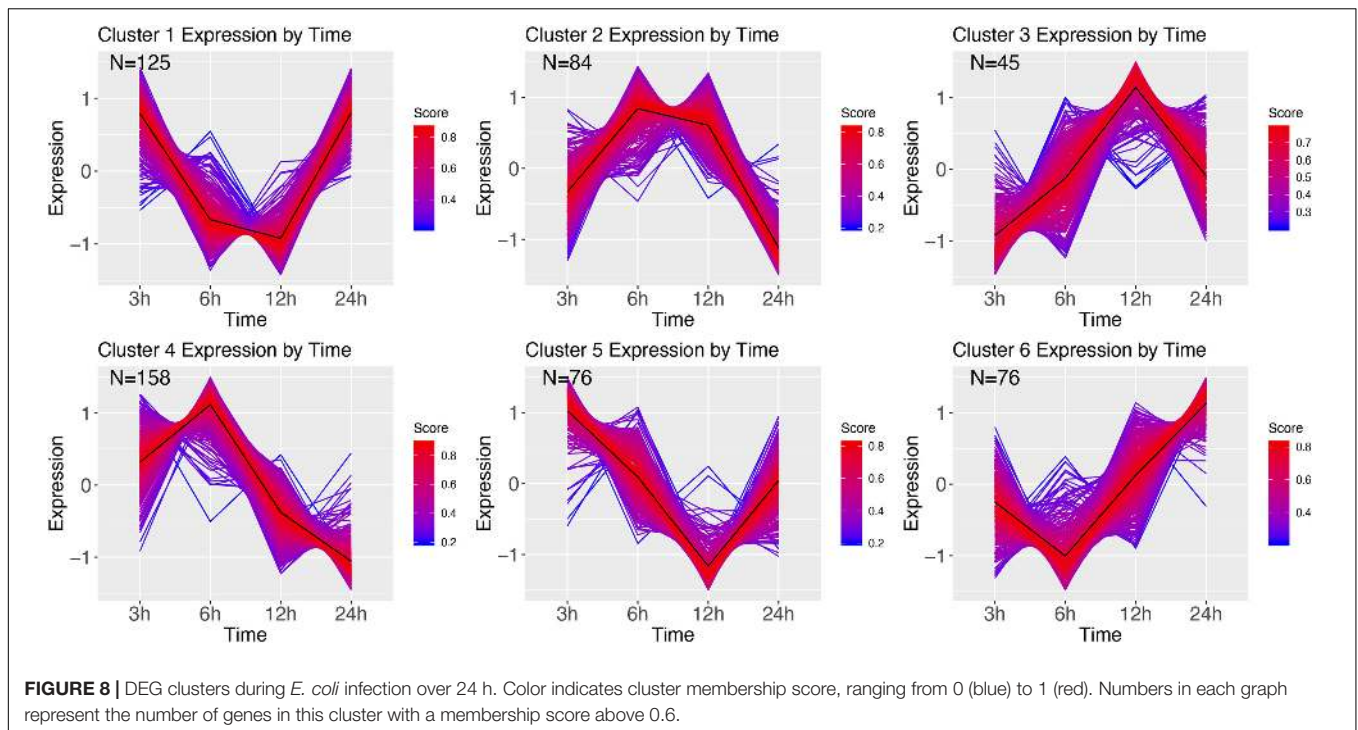 Cluster 1 Expression by Time
N=125
Expression
1
0
−1
3h 6h 12h 24h
Time
Score
0.8
0.6
0.4
Cluster 2 Expression by Time
N=84
Expression
1
0
−1
3h 6h 12h 24h
Time
Score
0.8
0.6
0.4
0.2
Cluster 3 Expression by Time
N=45
Expression
1
0
−1
3h 6h 12h 24h
Time
Score
0.7
0.6
0.5
0.4
0.3
Cluster 4 Expression by Time
N=158
Expression
1
0
−1
3h 6h 12h 24h
Time
Score
0.8
0.6
0.4
0.2
Cluster 5 Expression by Time
N=76
Expression
1
0
−1
3h 6h 12h 24h
Time
Score
0.8
0.6
0.4
0.2
Cluster 6 Expression by Time
N=76
Expression
1
0
−1
3h 6h 12h 24h
Time
Score
0.8
0.6
0.4
FIGURE 8 | DEG clusters during E. coli infection over 24 h. Color indicates cluster membership score, ranging from 0 (blue) to 1 (red). Numbers in each graph
represent the number of genes in this cluster with a membership score above 0.6.